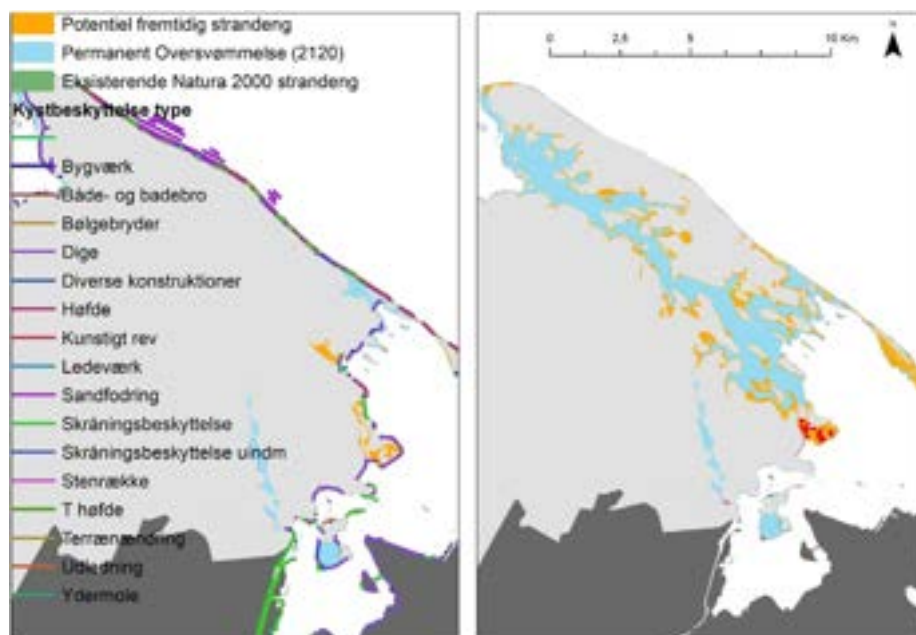 Potentiel fremtidig strandeng
Permanent Oversvømmelse (2120)
Eksisterende Natura 2000 strandeng
Kystbeskyttelse type
Bygværk
Både- og badebro
Bølgebryder
Dige
Diverse konstruktioner
Høfde
Kunstigt rev
Ledeværk
Sandfodring
Skråningsbeskyttelse
Skråningsbeskyttelse uindm
Stenrække
T høfde
Terrænændring
Udledning
Ydermole
0 2,5 5 10 Km
N